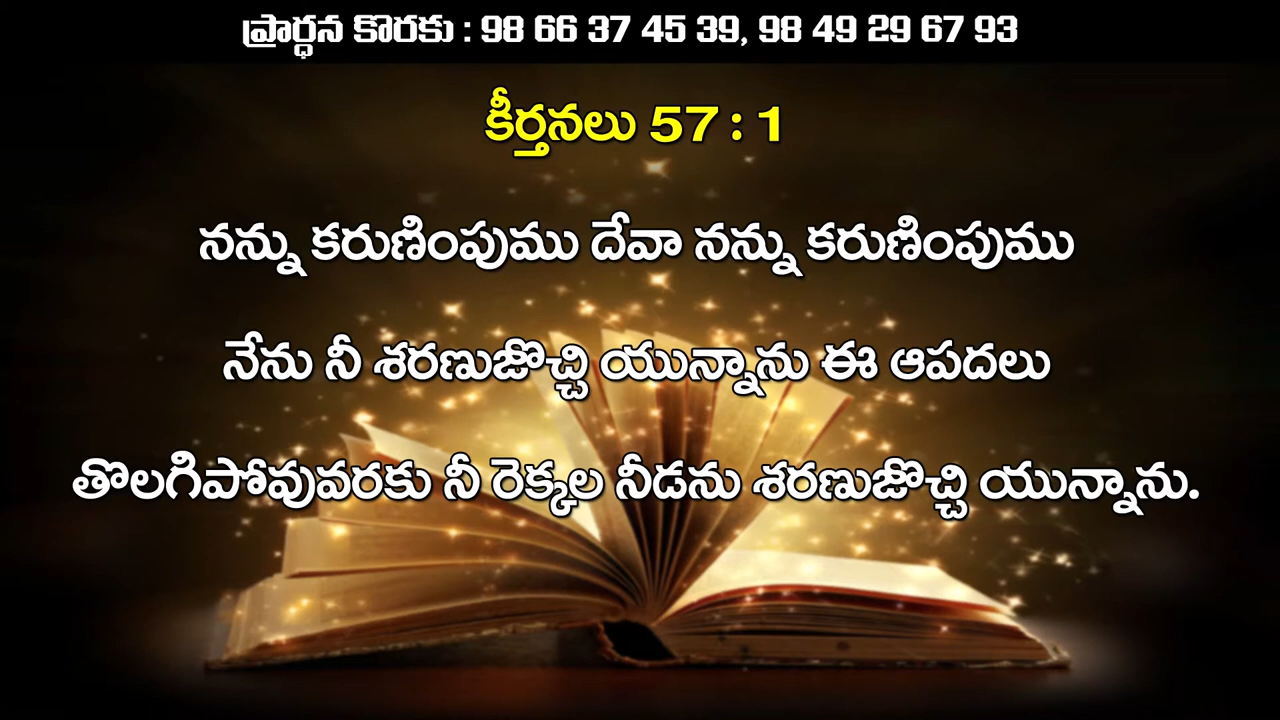 ప్రార్ధన కొరకు : 98 66 37 45 39, 98 49 29 67 93
కీర్తనలు 57 : 1
నన్ను కరుణింపుము దేవా నన్ను కరుణింపుము
నేను నీ శరణుజొచ్చి యున్నాను ఈ ఆపదలు
తొలగిపోవువరకు నీ రెక్కల నీడను శరణుజొచ్చి యున్నాను.